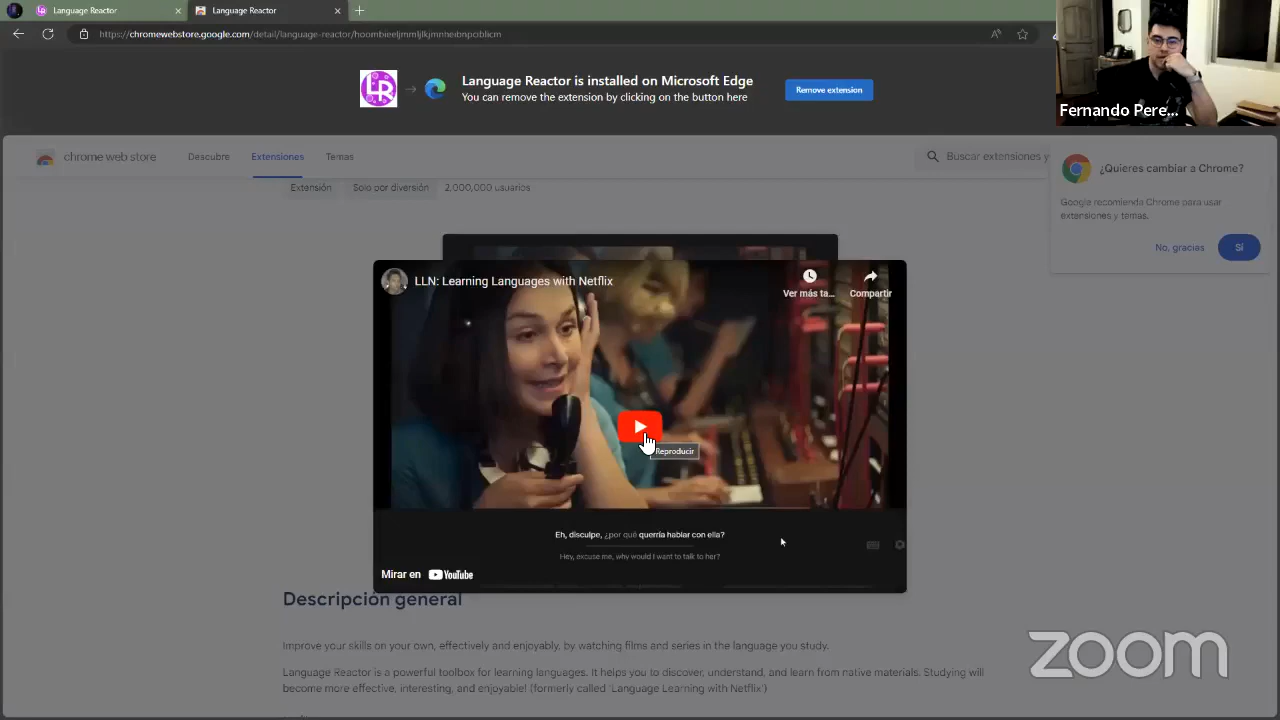 Language Reactor
Language Reactor
https://chromewebstore.google.com/detail/language-reactor/hoombieeljmmljlkjmnheibnpciblicm
LR
Language Reactor is installed on Microsoft Edge
You can remove the extension by clicking on the button here
Remove extension
Fernando Pere...
chrome web store
Descubre
Extensiones
Temas
Buscar extensiones y
¿Quieres cambiar a Chrome?
Google recomienda Chrome para usar
extensiones y temas.
No, gracias
Sí
Extensión
Solo por diversión
2,000,000 usuarios
LLN: Learning Languages with Netflix
Ver más ta...
Compartir
Reproducir
Eh, disculpe, ¿por qué querría hablar con ella?
Hey, excuse me, why would I want to talk to her?
Mirar en YouTube
Descripción general
Improve your skills on your own, effectively and enjoyably, by watching films and series in the language you study.
Language Reactor is a powerful toolbox for learning languages. It helps you to discover, understand, and learn from native materials. Studying will
become more effective, interesting, and enjoyable! (formerly called 'Language Learning with Netflix')
zoom